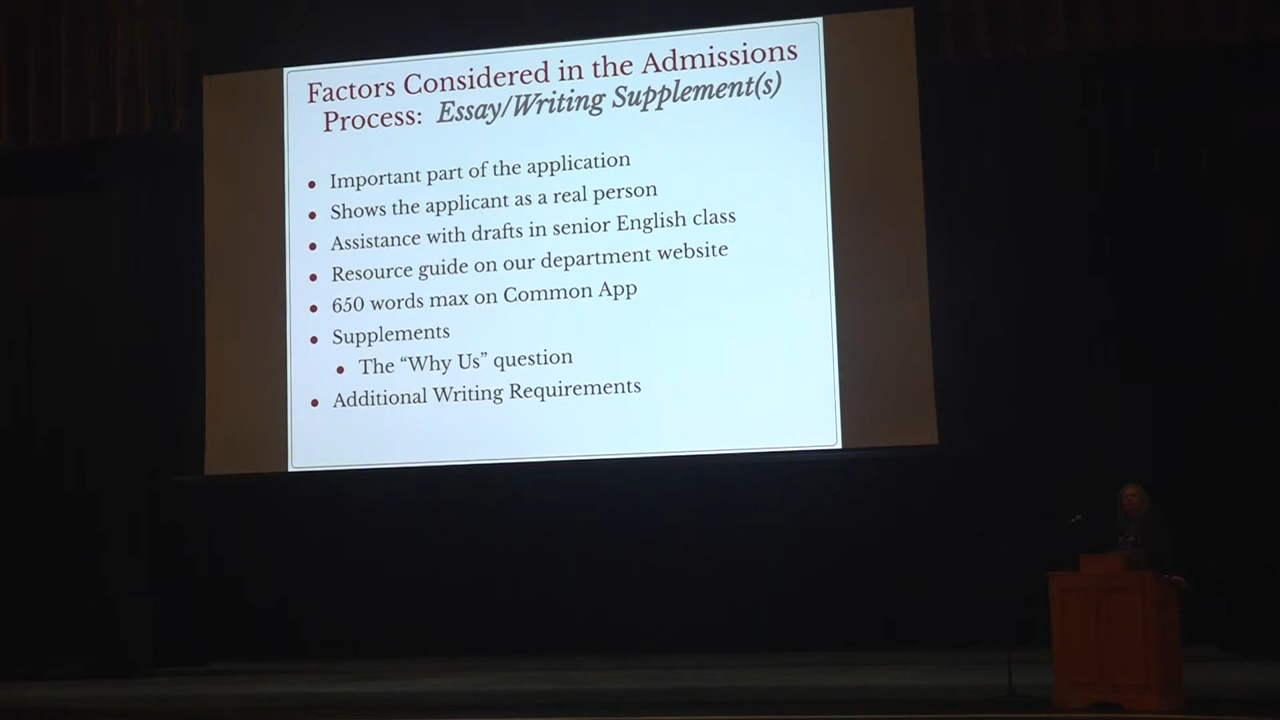 Factors Considered in the Admissions
Process: Essay/Writing Supplement(s)
Important part of the application
Shows the applicant as a real person
Assistance with drafts in senior English class
Resource guide on our department website
650 words max on Common App
Supplements
The “Why Us” question
Additional Writing Requirements